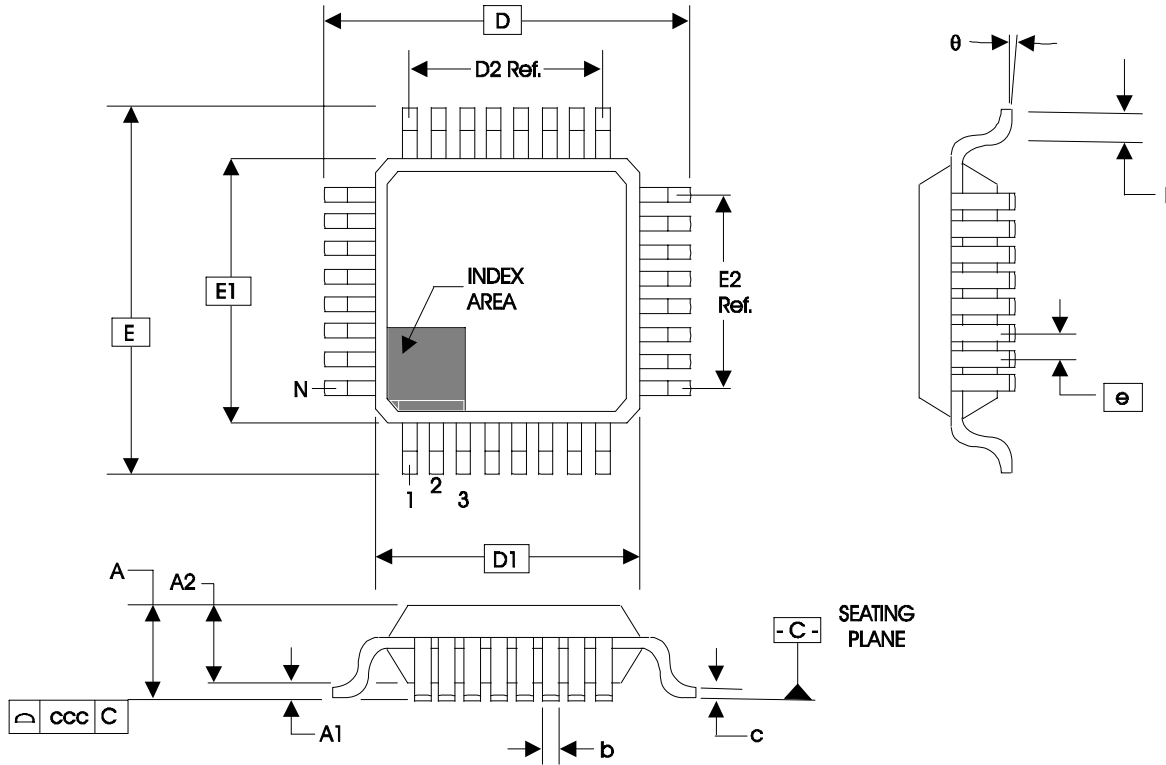 D
θ
D2 Ref.
E1
INDEX
AREA
E2
Ref.
E
N
e
1
2
3
D1
A
A2
SEATING
PLANE
- C -
ccc C
A1
b
c